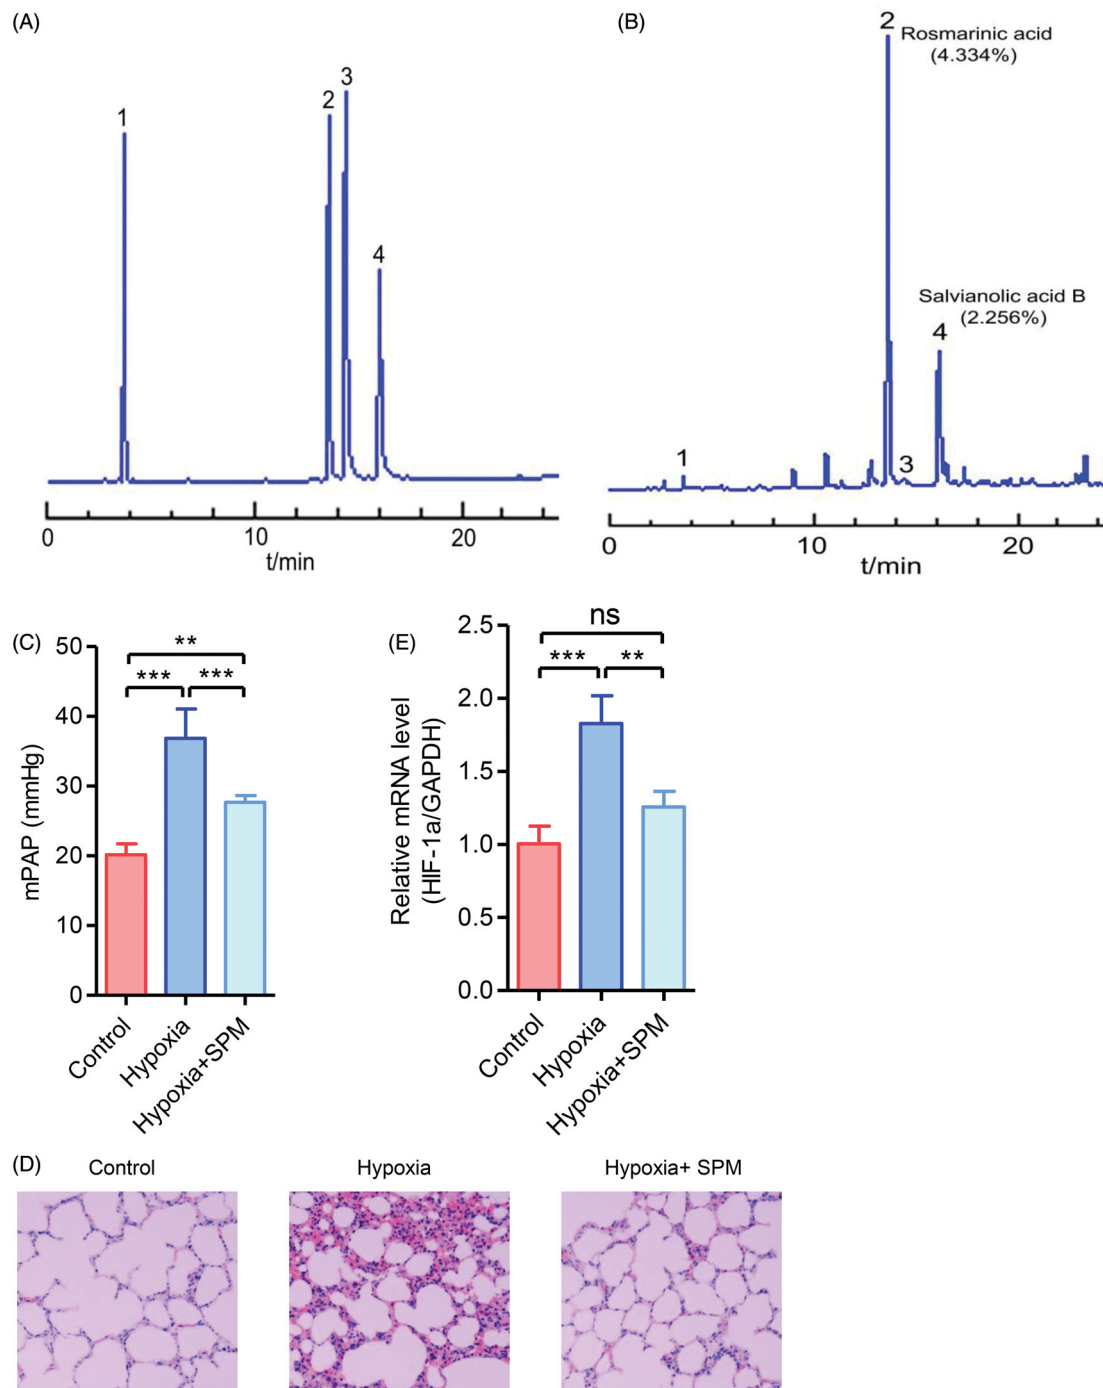 (A)
1
2
3
4
0
10
20
t/min
(B)
2
Rosmarinic acid
(4.334%)
Salvianolic acid B
(2.256%)
4
1
3
0
10
20
t/min
(C)
mPAP (mmHg)
50
40
30
20
10
0
**
***
***
Control
Hypoxia
Hypoxia+SPM
(E)
Relative mRNA level
(HIF-1a/GAPDH)
2.5
2.0
1.5
1.0
0.5
0.0
ns
***
**
Control
Hypoxia
Hypoxia+SPM
(D)
Control
Hypoxia
Hypoxia+ SPM